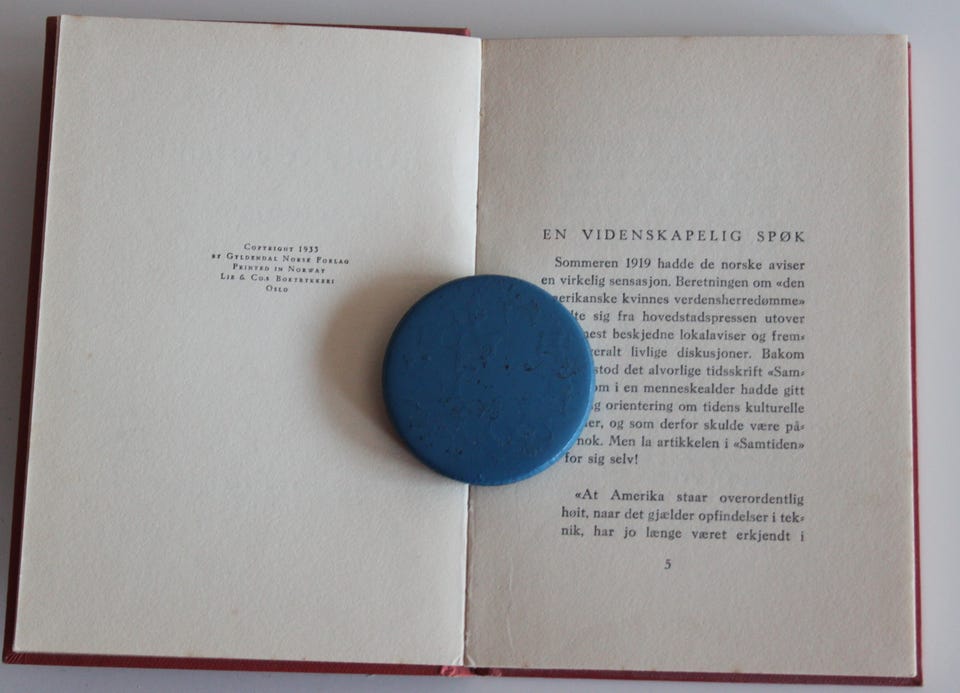 COPYRIGHT 1933
BY GYLDENDAL NORSK FORLAG
PRINTED IN NORWAY
LIE & CO.S BOKTRYKKERI
OSLO
EN VIDENSKAPELIG SPØK
Sommeren 1919 hadde de norske aviser
en virkelig sensasjon. Beretningen om «den
kvinnes verdensherredømme»
sig fra hovedstadspressen utover
beskjedne lokalaviser og frem-
livlige diskusjoner. Bakom
stod det alvorlige tidsskrift «Sam-
i en menneskealder hadde gitt
orientering om tidens kulturelle
og som derfor skulde være på-
nok. Men la artikkelen i «Samtiden»
for sig selv!
«At Amerika staar overordentlig
høit, naar det gjælder opfindelser i tek-
nik, har jo længe været erkjendt i
5